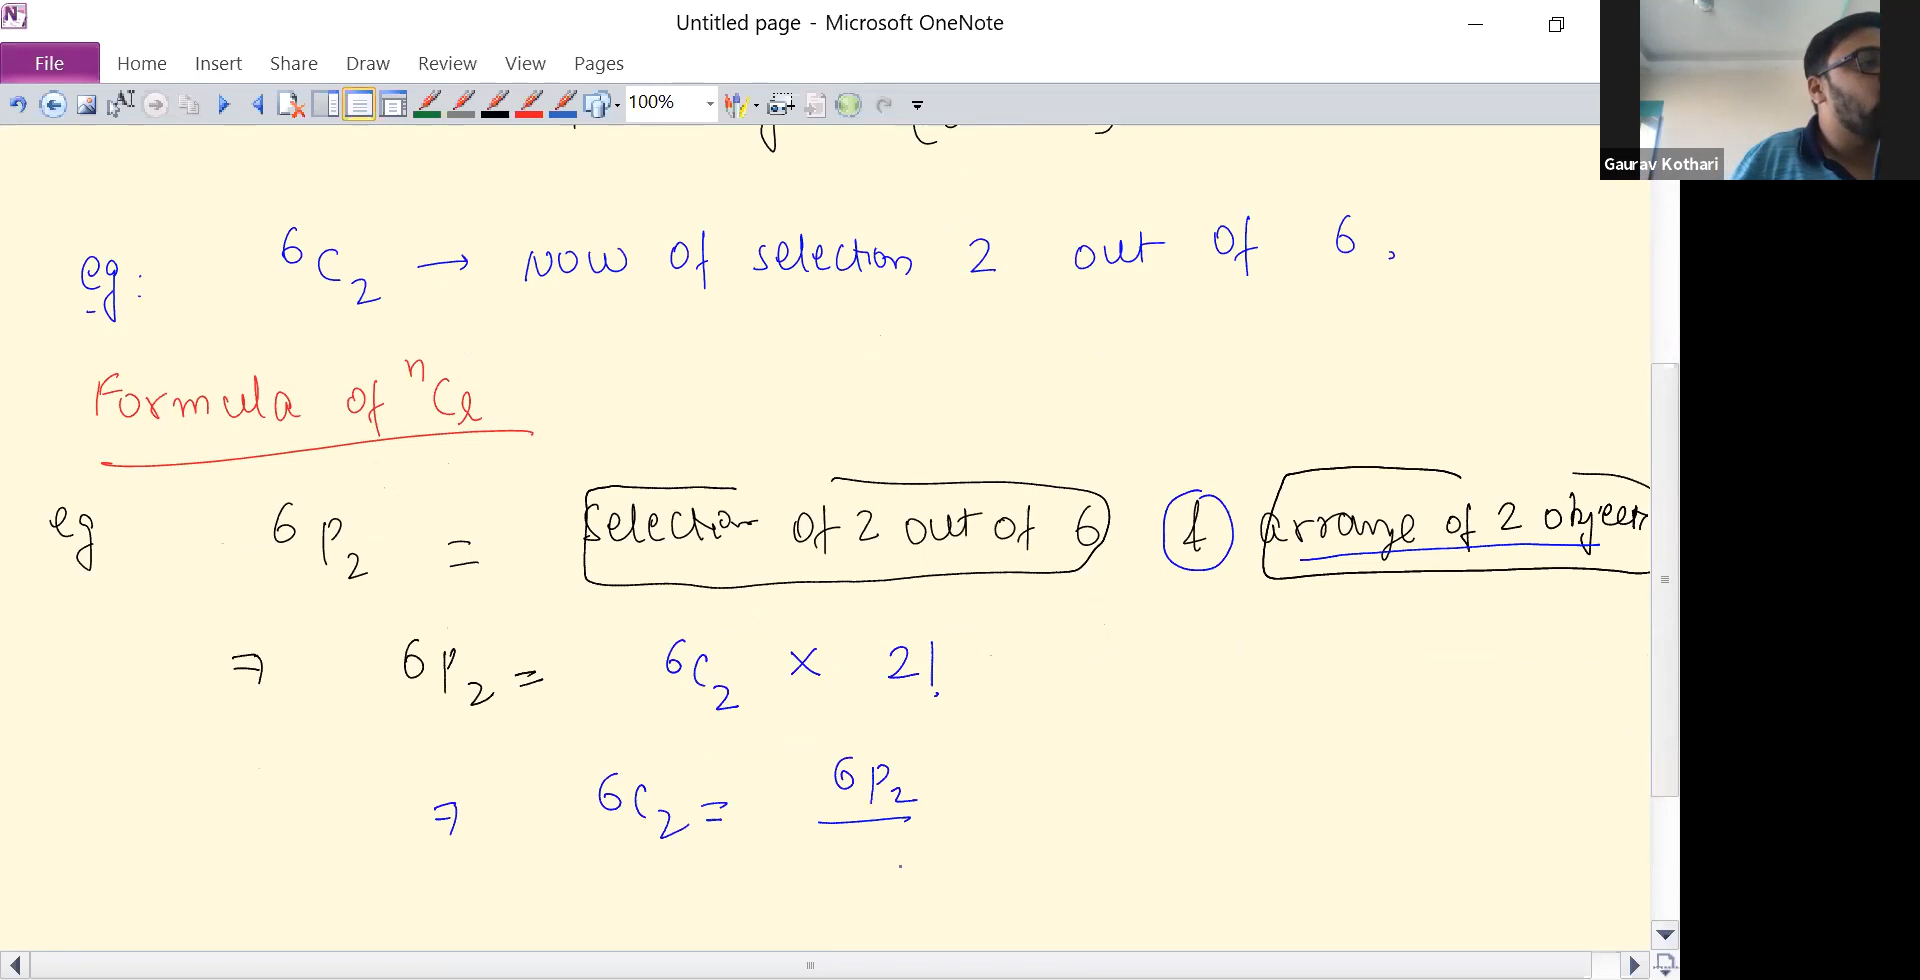 Untitled page - Microsoft OneNote
File Home Insert Share Draw Review View Pages
100%
Gaurav Kothari
eg: ⁶C₂ → NOW of selection 2 out of 6.
Formula of ⁿCr
eg ⁶P₂ = selection of 2 out of 6 & arrange of 2 objects
⇒ ⁶P₂ = ⁶C₂ × 2!
⇒ ⁶C₂ = ⁶P₂